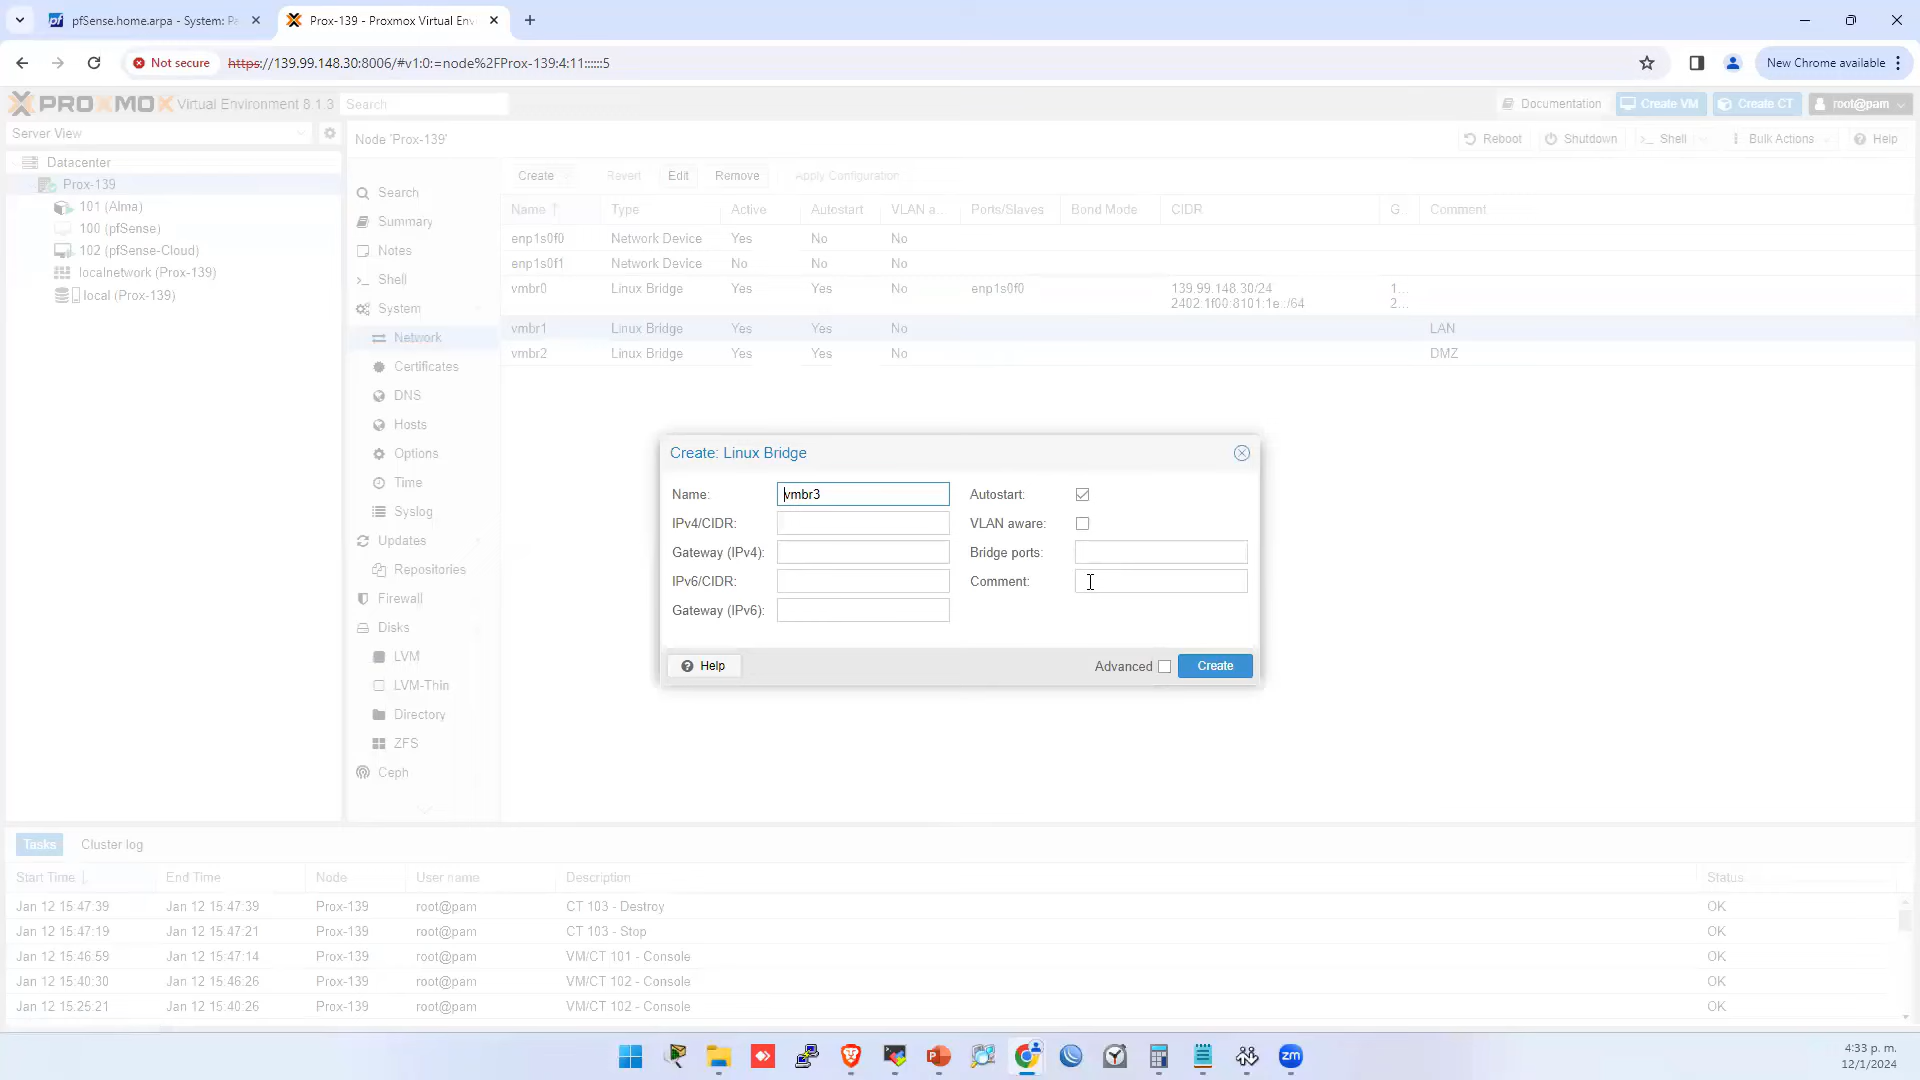 pfSense.home.arpa - System: Pa
Prox-139 - Proxmox Virtual Env
Not secure
https://139.99.148.30:8006/#v1:0:=node%2FProx-139:4:11::::::5
New Chrome available
PROXMOX Virtual Environment 8.1.3
Search
Documentation
Create VM
Create CT
root@pam
Server View
Node 'Prox-139'
Reboot
Shutdown
Shell
Bulk Actions
Help
Datacenter
Prox-139
101 (Alma)
100 (pfSense)
102 (pfSense-Cloud)
localnetwork (Prox-139)
local (Prox-139)
Search
Summary
Notes
Shell
System
Network
Certificates
DNS
Hosts
Options
Time
Syslog
Updates
Repositories
Firewall
Disks
LVM
LVM-Thin
Directory
ZFS
Ceph
Create Revert Edit Remove Apply Configuration
Name Type Active Autostart VLAN a... Ports/Slaves Bond Mode CIDR G... Comment
enp1s0f0 Network Device Yes No No
enp1s0f1 Network Device No No No
vmbr0 Linux Bridge Yes Yes No enp1s0f0 139.99.148.30/24 1...
2402:1f00:8101:1e::/64 2...
vmbr1 Linux Bridge Yes Yes No LAN
vmbr2 Linux Bridge Yes Yes No DMZ
Create: Linux Bridge
Name: vmbr3 Autostart:
IPv4/CIDR: VLAN aware:
Gateway (IPv4): Bridge ports:
IPv6/CIDR: Comment:
Gateway (IPv6):
Help Advanced Create
Tasks Cluster log
Start Time End Time Node User name Description Status
Jan 12 15:47:39 Jan 12 15:47:39 Prox-139 root@pam CT 103 - Destroy OK
Jan 12 15:47:19 Jan 12 15:47:21 Prox-139 root@pam CT 103 - Stop OK
Jan 12 15:46:59 Jan 12 15:47:14 Prox-139 root@pam VM/CT 101 - Console OK
Jan 12 15:40:30 Jan 12 15:46:26 Prox-139 root@pam VM/CT 102 - Console OK
Jan 12 15:25:21 Jan 12 15:40:26 Prox-139 root@pam VM/CT 102 - Console OK
zm
4:33 p. m.
12/1/2024